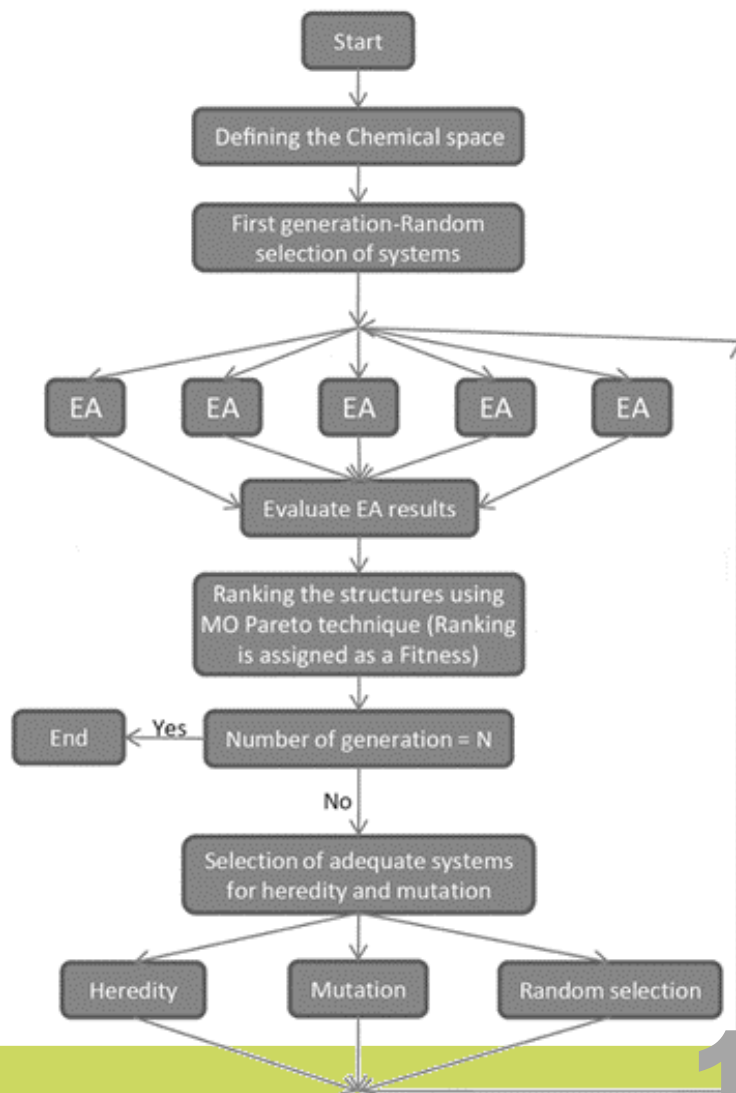 Start
Defining the Chemical space
First generation-Random
selection of systems
EA
EA
EA
EA
EA
Evaluate EA results
Ranking the structures using
MO Pareto technique (Ranking
is assigned as a Fitness)
End
Yes
Number of generation = N
No
Selection of adequate systems
for heredity and mutation
Heredity
Mutation
Random selection